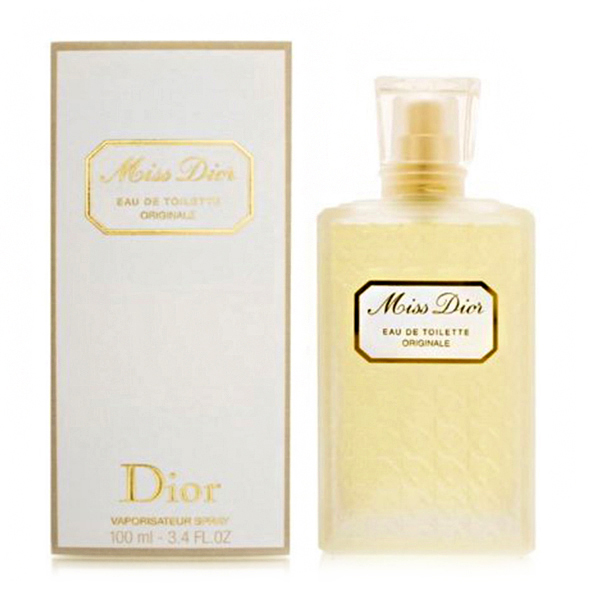 Miss Dior
EAU DE TOILETTE
ORIGINALE
Dior
VAPORISATEUR SPRAY
100 ml - 3.4 FL.OZ
Miss Dior
EAU DE TOILETTE
ORIGINALE